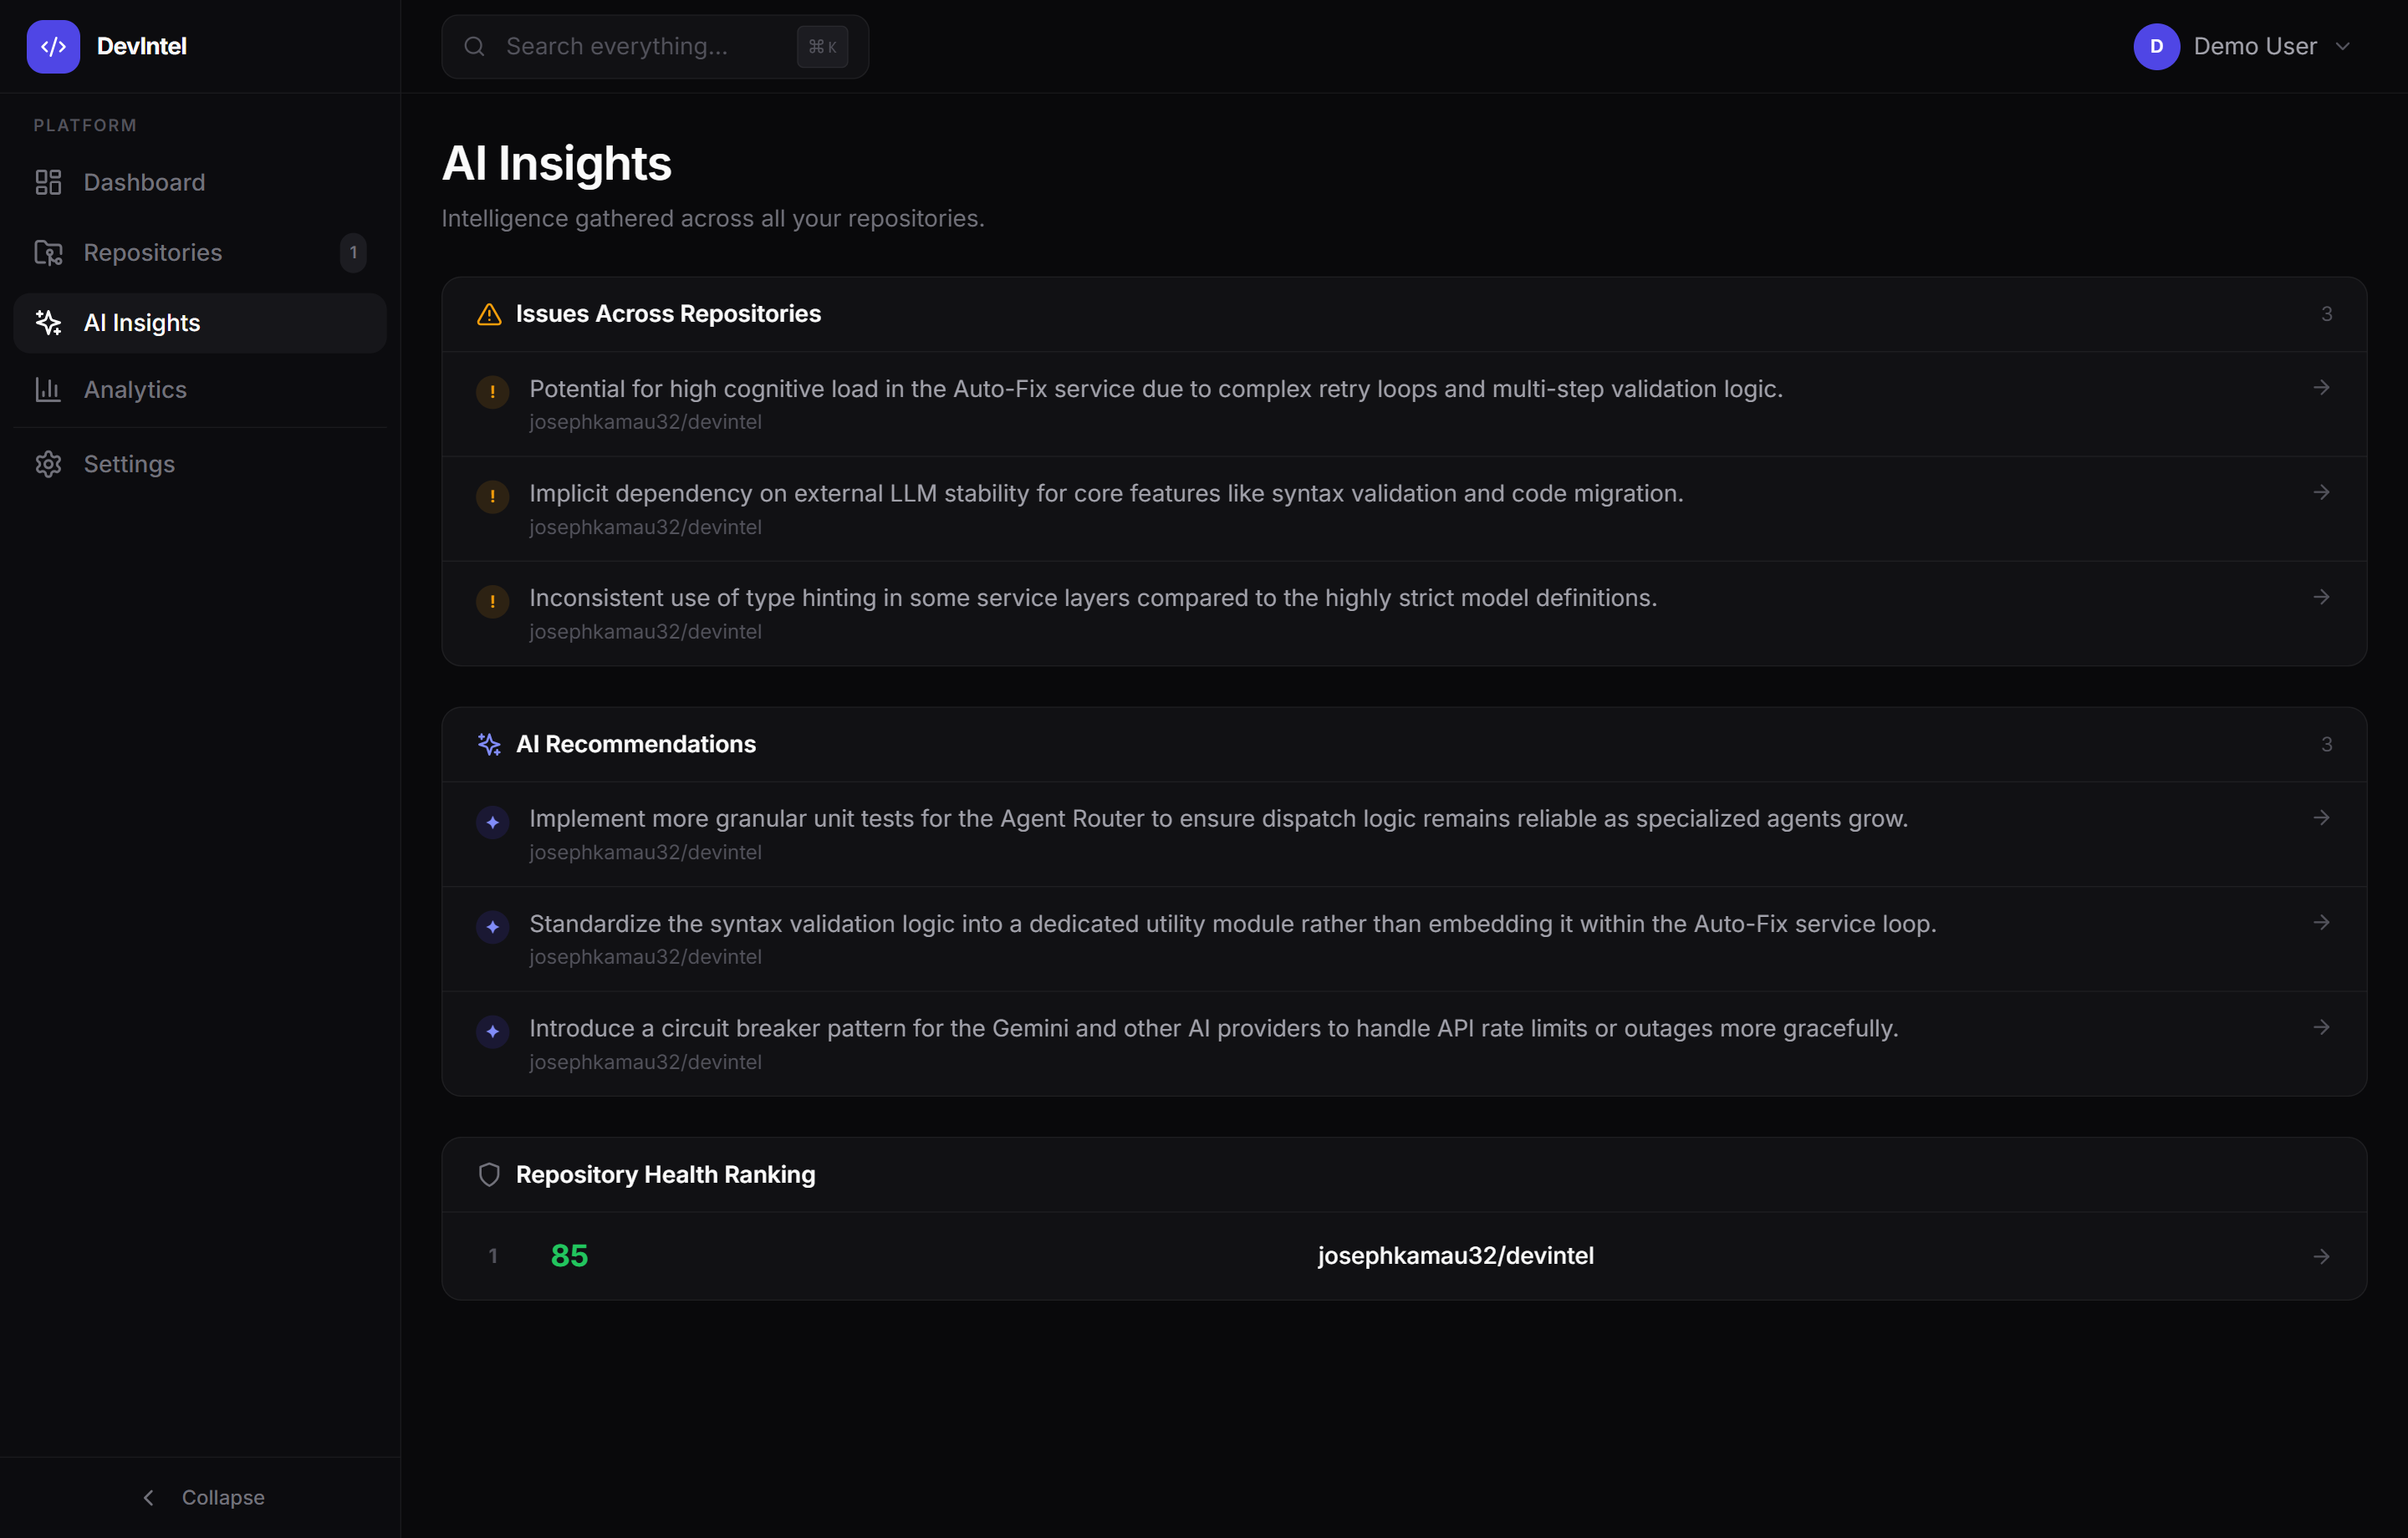 DevIntel
Search everything...
⌘K
D
Demo User
PLATFORM
Dashboard
Repositories
1
AI Insights
Analytics
Settings
Collapse
AI Insights
Intelligence gathered across all your repositories.
Issues Across Repositories
3
!
Potential for high cognitive load in the Auto-Fix service due to complex retry loops and multi-step validation logic.
josephkamau32/devintel
!
Implicit dependency on external LLM stability for core features like syntax validation and code migration.
josephkamau32/devintel
!
Inconsistent use of type hinting in some service layers compared to the highly strict model definitions.
josephkamau32/devintel
AI Recommendations
3
Implement more granular unit tests for the Agent Router to ensure dispatch logic remains reliable as specialized agents grow.
josephkamau32/devintel
Standardize the syntax validation logic into a dedicated utility module rather than embedding it within the Auto-Fix service loop.
josephkamau32/devintel
Introduce a circuit breaker pattern for the Gemini and other AI providers to handle API rate limits or outages more gracefully.
josephkamau32/devintel
Repository Health Ranking
1
85
josephkamau32/devintel